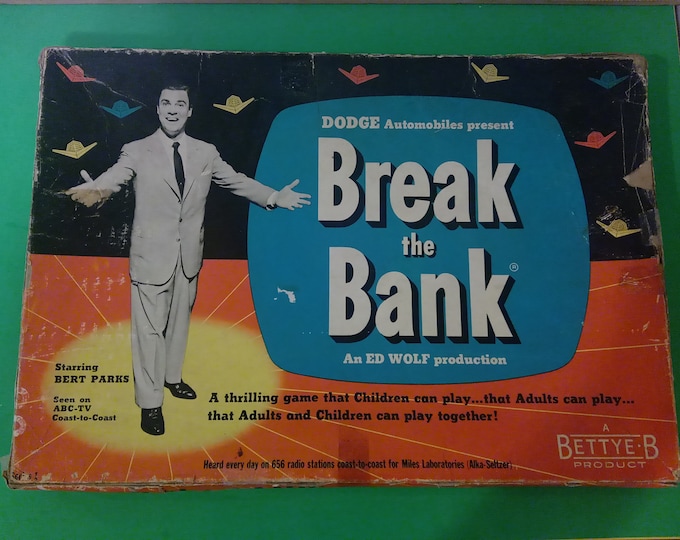 DODGE Automobiles present
Break
the
Bank®
An ED WOLF production
Starring
BERT PARKS
Seen on
ABC-TV
Coast-to-Coast
A thrilling game that Children can play...that Adults can play...
that Adults and Children can play together!
Heard every day on 656 radio stations coast-to-coast for Miles Laboratories (Alka-Seltzer)
A
BETTYE-B
PRODUCT